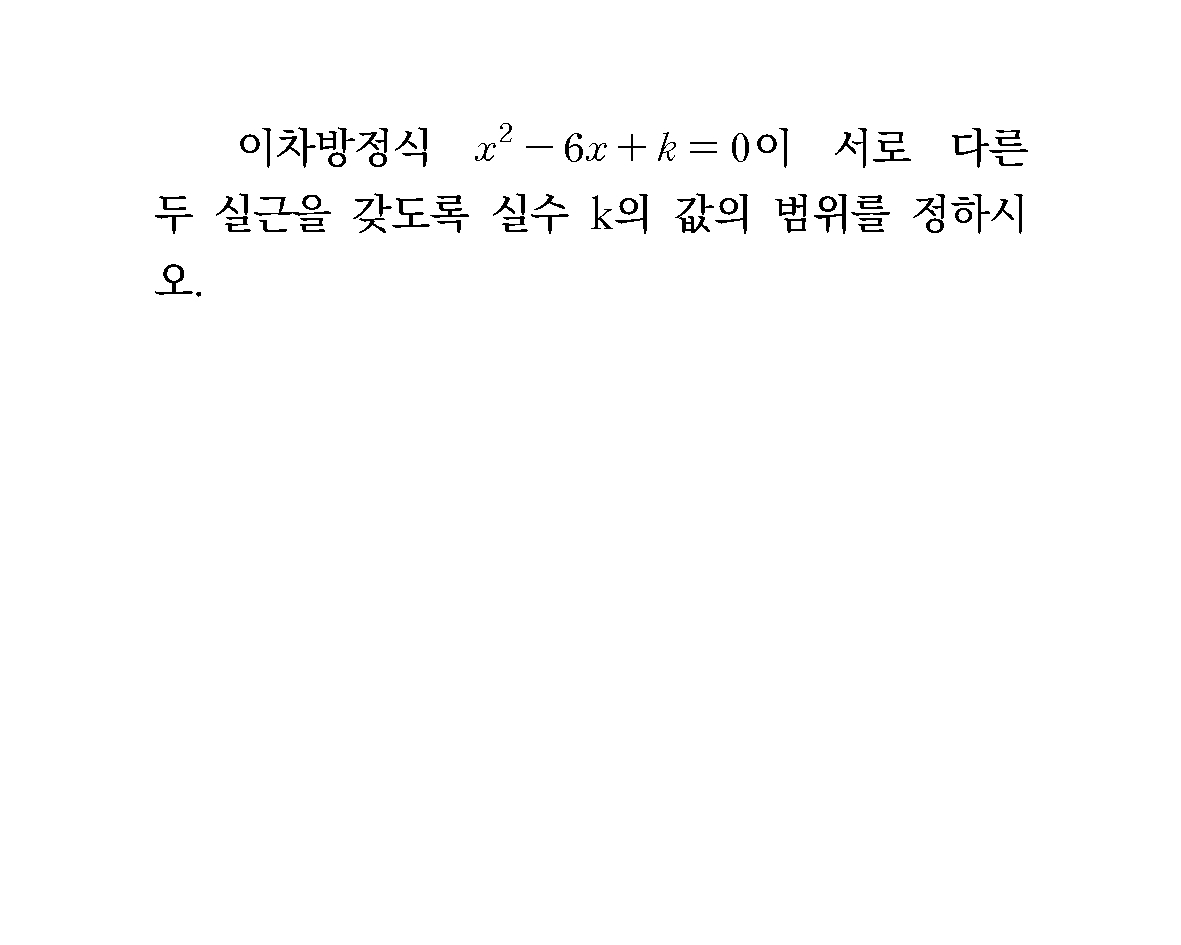 이차방정식 $x^2-6x+k=0$이 서로 다른
두 실근을 갖도록 실수 k의 값의 범위를 정하시
오.